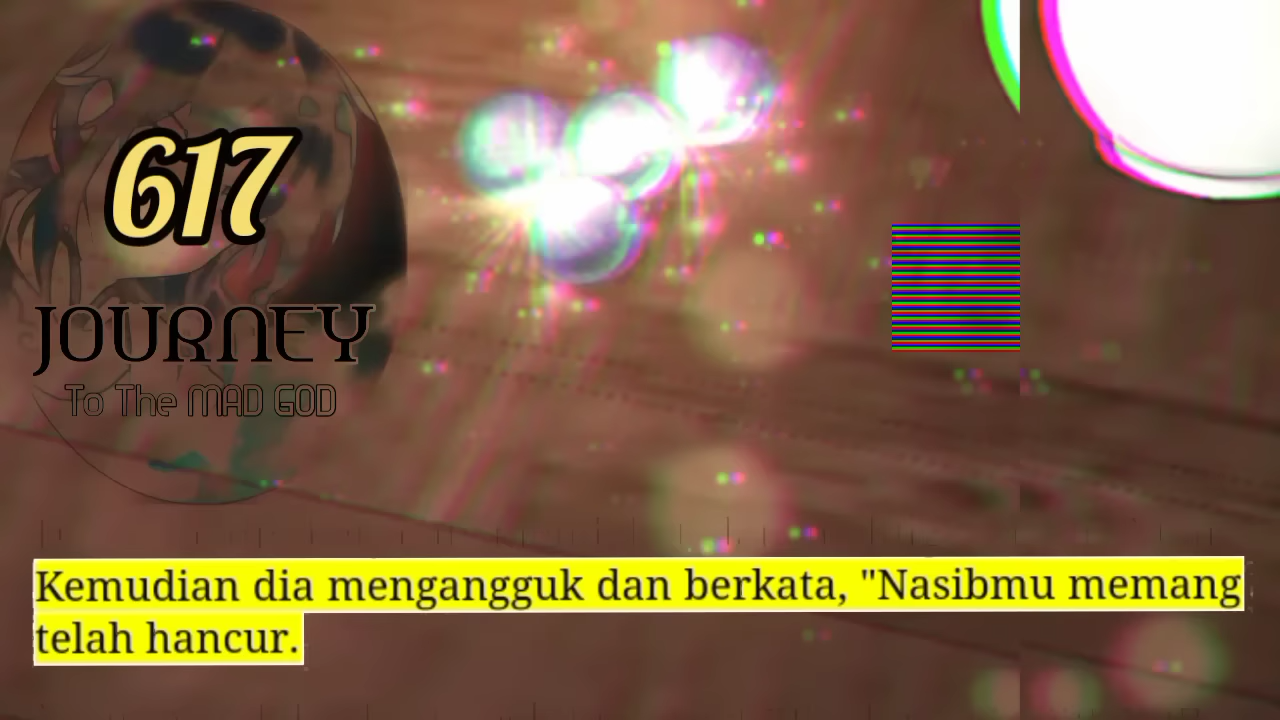 617
JOURNEY
To The MAD GOD
Kemudian dia mengangguk dan berkata, "Nasibmu memang
telah hancur.